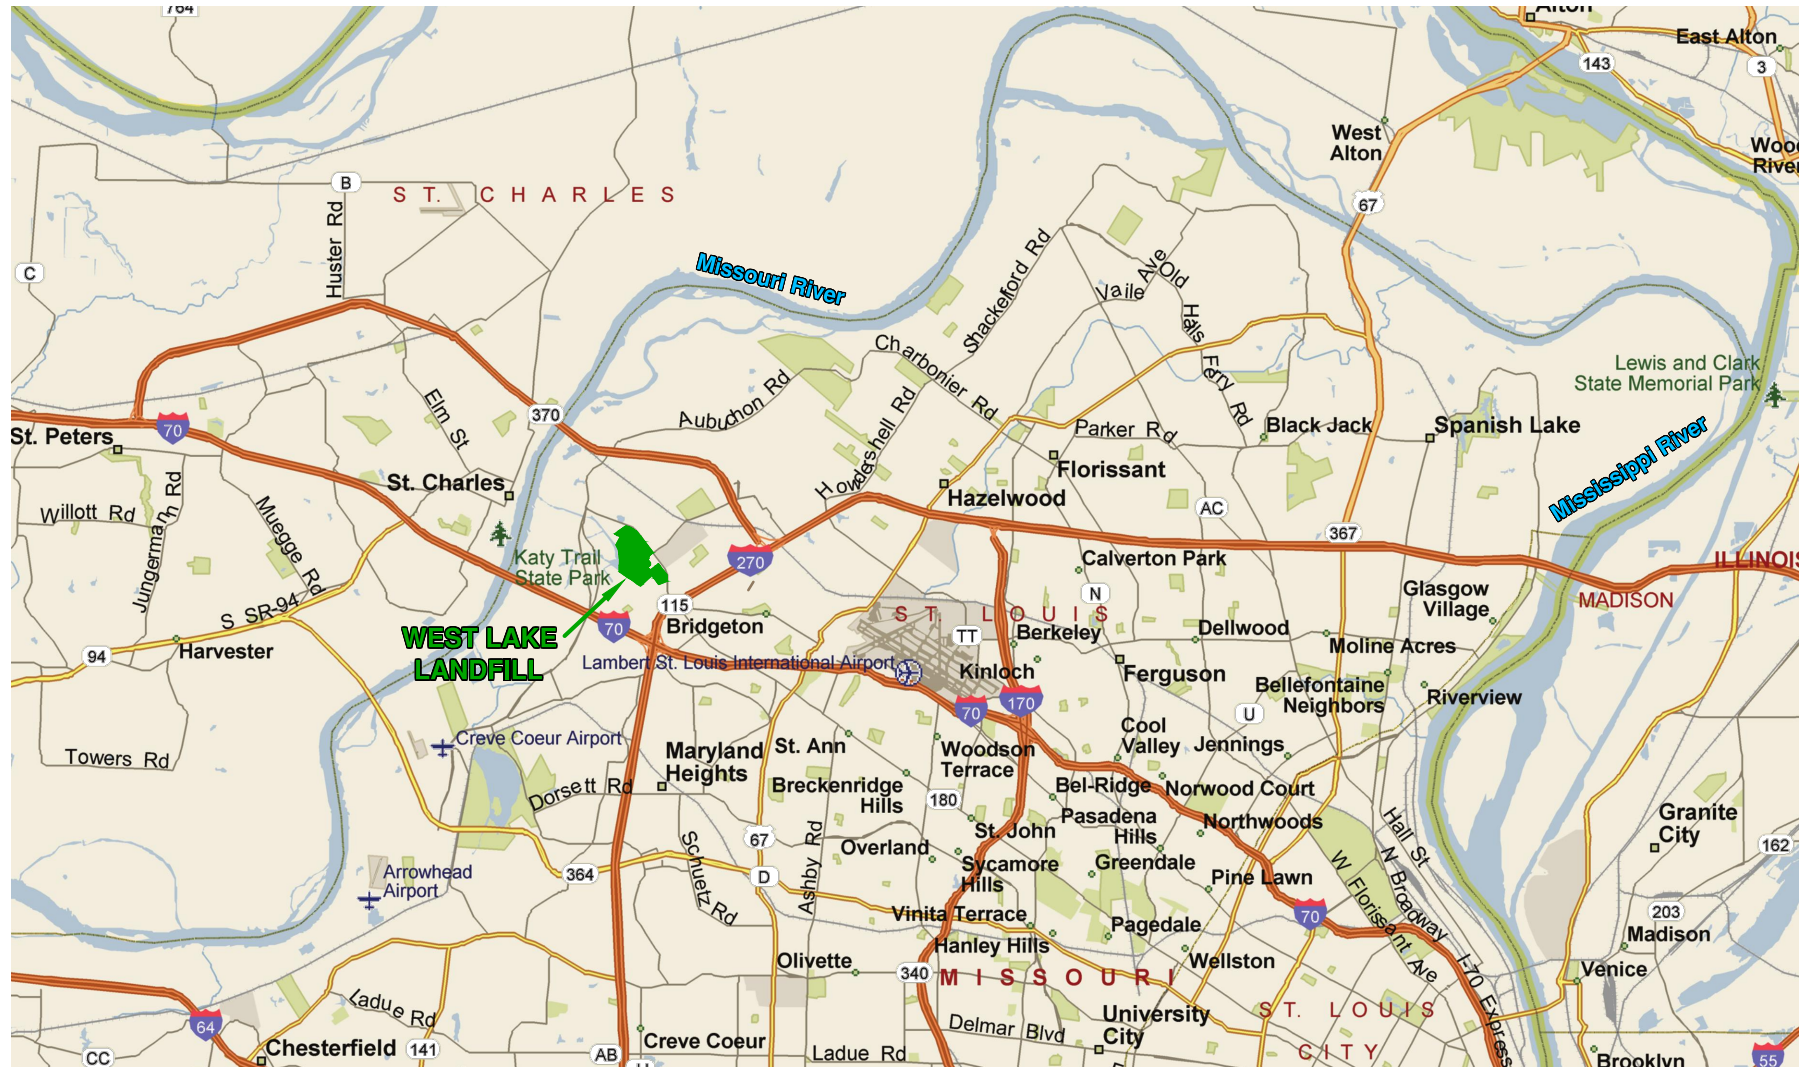 764
Alton
East Alton
143
3
West
Alton
Wood
River
B
ST. CHARLES
67
Huster Rd
C
Missouri River
Shackelford Rd
Vaile Ave
Old Halls Ferry Rd
Charbonier Rd
Lewis and Clark
State Memorial Park
Aubuchon Rd
Elm St
370
Howdershell Rd
70
St. Peters
Parker Rd
Black Jack
Spanish Lake
Mississippi River
Florissant
St. Charles
Hazelwood
AC
Willott Rd
Jungermann Rd
Muegge Rd
367
Katy Trail
State Park
270
Calverton Park
ILLINOIS
MADISON
Glasgow
Village
N
115
S SR-94
ST. LOUIS
70
Bridgeton
TT
Berkeley
Dellwood
WEST LAKE
LANDFILL
94
Harvester
Moline Acres
Lambert St. Louis International Airport
Kinloch
Ferguson
Bellefontaine
Neighbors
Riverview
70
170
U
Creve Coeur Airport
Cool
Valley
Jennings
Towers Rd
Maryland
Heights
St. Ann
Woodson
Terrace
Dorsett Rd
Breckenridge
Hills
180
Bel-Ridge
Norwood Court
Pasadena
Hills
Northwoods
Hall St
Granite
City
St. John
67
Schuetz Rd
Ashby Rd
Overland
162
Sycamore
Hills
Greendale
N Broadway
W Florissant Ave
Arrowhead
Airport
364
D
Pine Lawn
70
203
Vinita Terrace
Pagedale
Madison
Hanley Hills
Olivette
Wellston
I-70 Express
Venice
340
MISSOURI
Ladue Rd
ST. LOUIS
CITY
64
University
City
Delmar Blvd
Chesterfield
141
Creve Coeur
CC
AB
Ladue Rd
Brooklyn
55